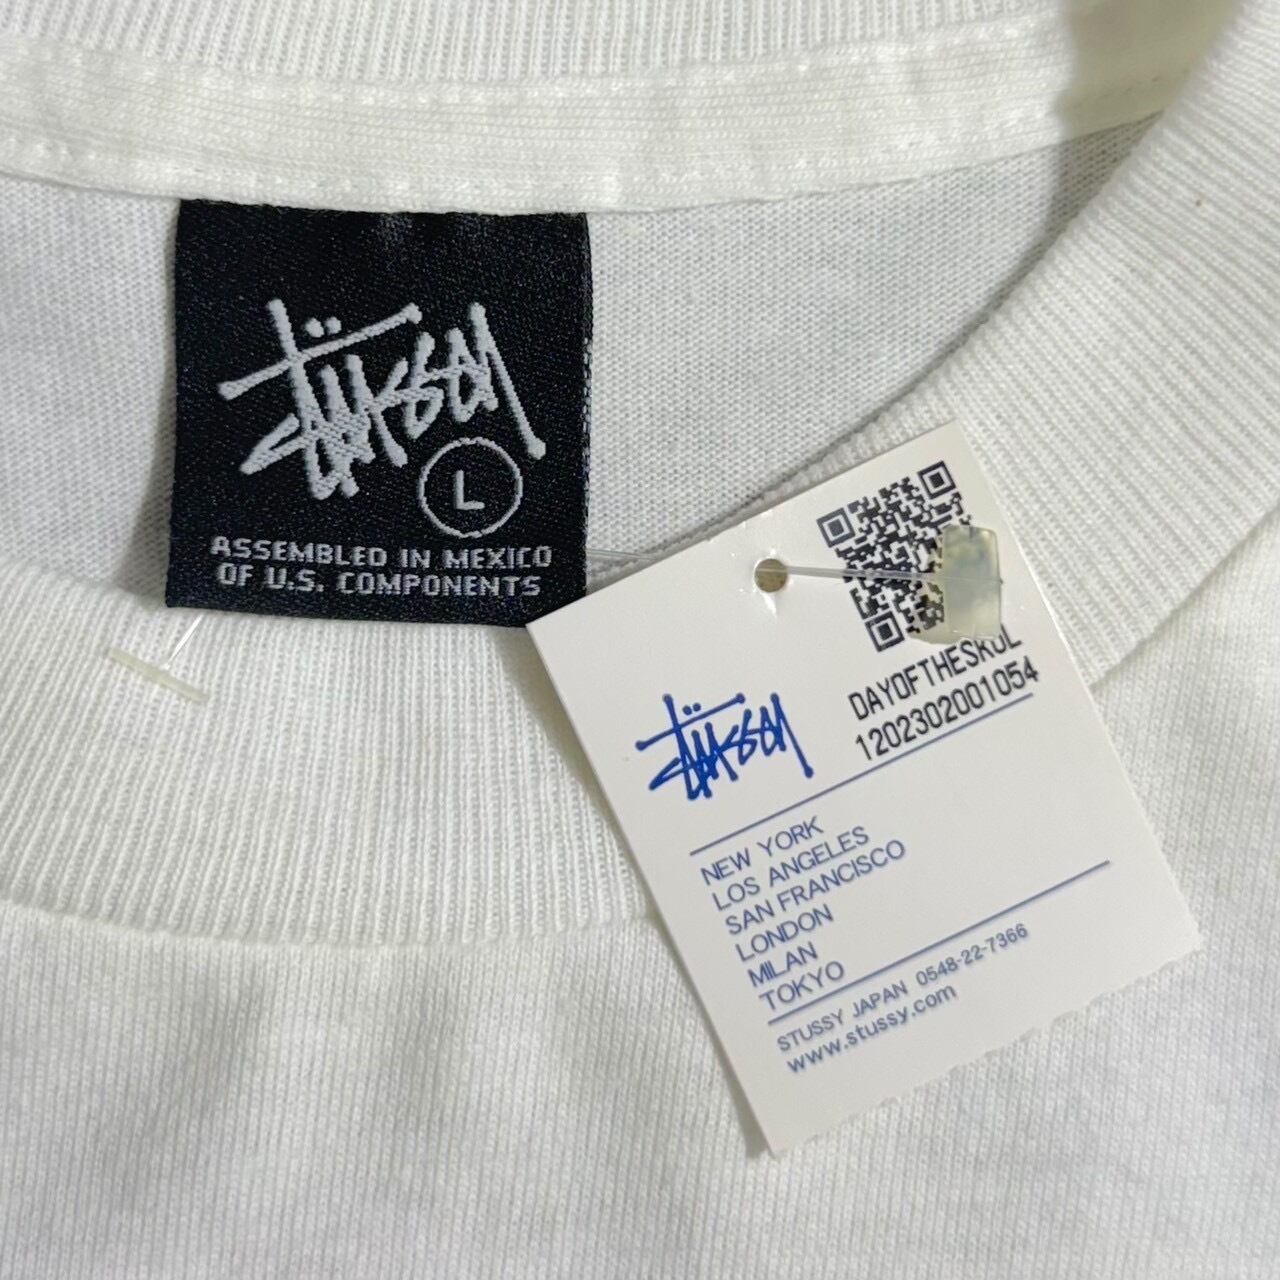 Stüssy
L
ASSEMBLED IN MEXICO
OF U.S. COMPONENTS
DAYOFTHESKUL
1202302001054
Stüssy
NEW YORK
LOS ANGELES
SAN FRANCISCO
LONDON
MILAN
TOKYO
STUSSY JAPAN 0548-22-7366
www.stussy.com